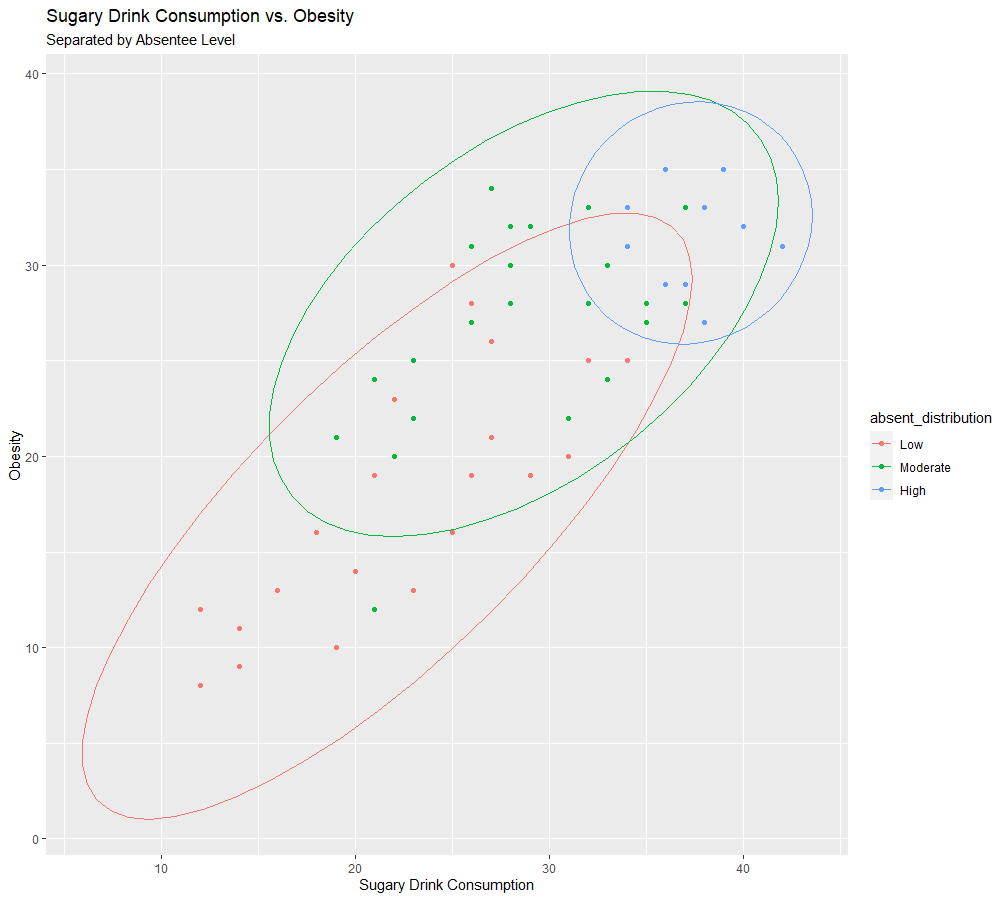 Sugary Drink Consumption vs. Obesity
Separated by Absentee Level
40
30
20
10
0
Obesity
10 20 30 40
Sugary Drink Consumption
absent_distribution
Low
Moderate
High